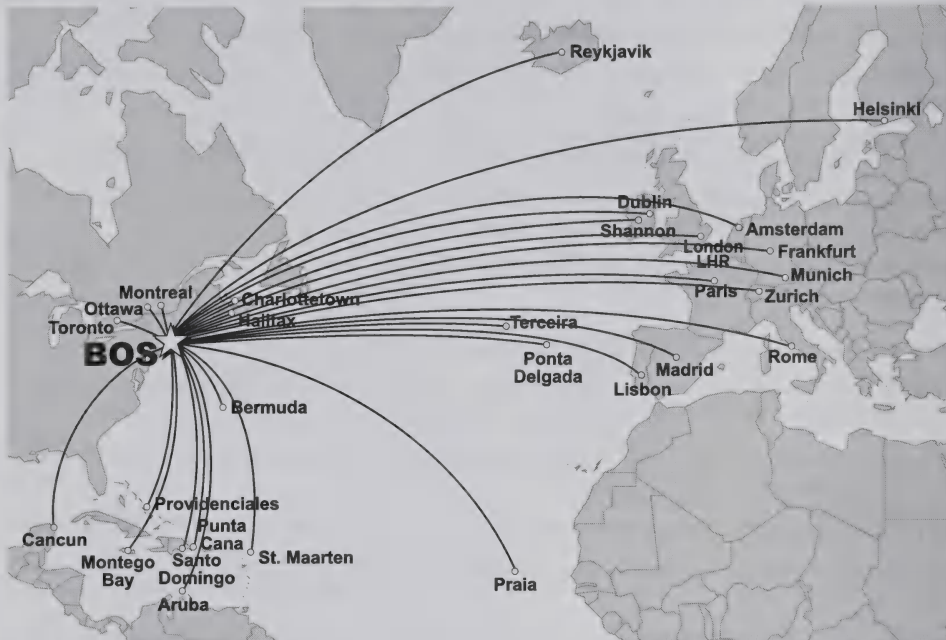 Reykjavik
Helsinki
Dublin
Shannon
Amsterdam
London
LHR
Frankfurt
Munich
Paris
Zurich
Montreal
Charlottetown
Ottawa
Halifax
Toronto
Terceira
BOS
Ponta
Delgada
Madrid
Rome
Lisbon
Bermuda
Providenciales
Punta
Cana
Cancun
Montego
Bay
Santo
Domingo
St. Maarten
Aruba
Praia